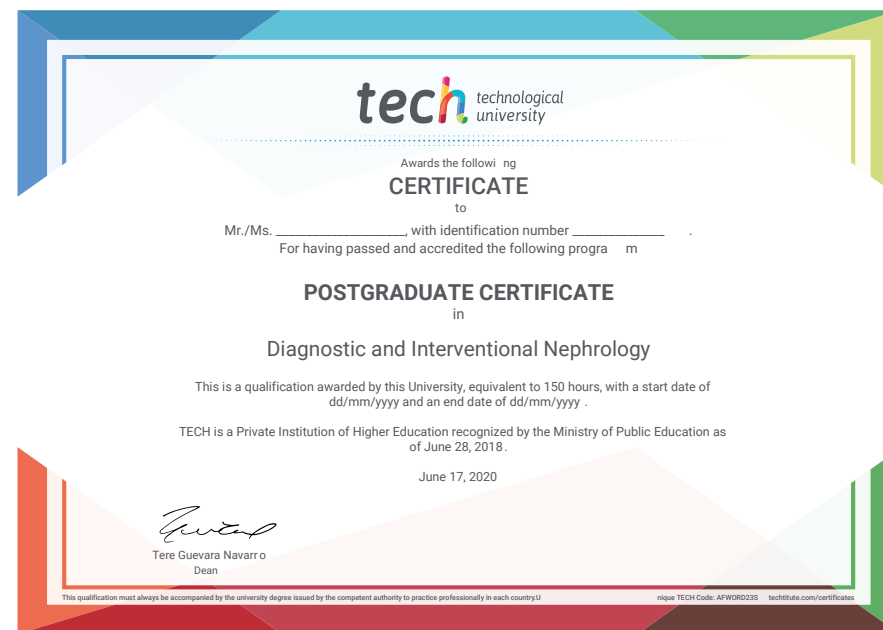 tech technological
university
Awards the followi ng
CERTIFICATE
to
Mr./Ms. _____________________, with identification number _______________ .
For having passed and accredited the following progra m
POSTGRADUATE CERTIFICATE
in
Diagnostic and Interventional Nephrology
This is a qualification awarded by this University, equivalent to 150 hours, with a start date of
dd/mm/yyyy and an end date of dd/mm/yyyy .
TECH is a Private Institution of Higher Education recognized by the Ministry of Public Education as
of June 28, 2018.
June 17, 2020
Tere Guevara Navarro
Dean
This qualification must always be accompanied by the university degree issued by the competent authority to practice professionally in each country.U nique TECH Code: AFWORD23S techtitute.com/certificates